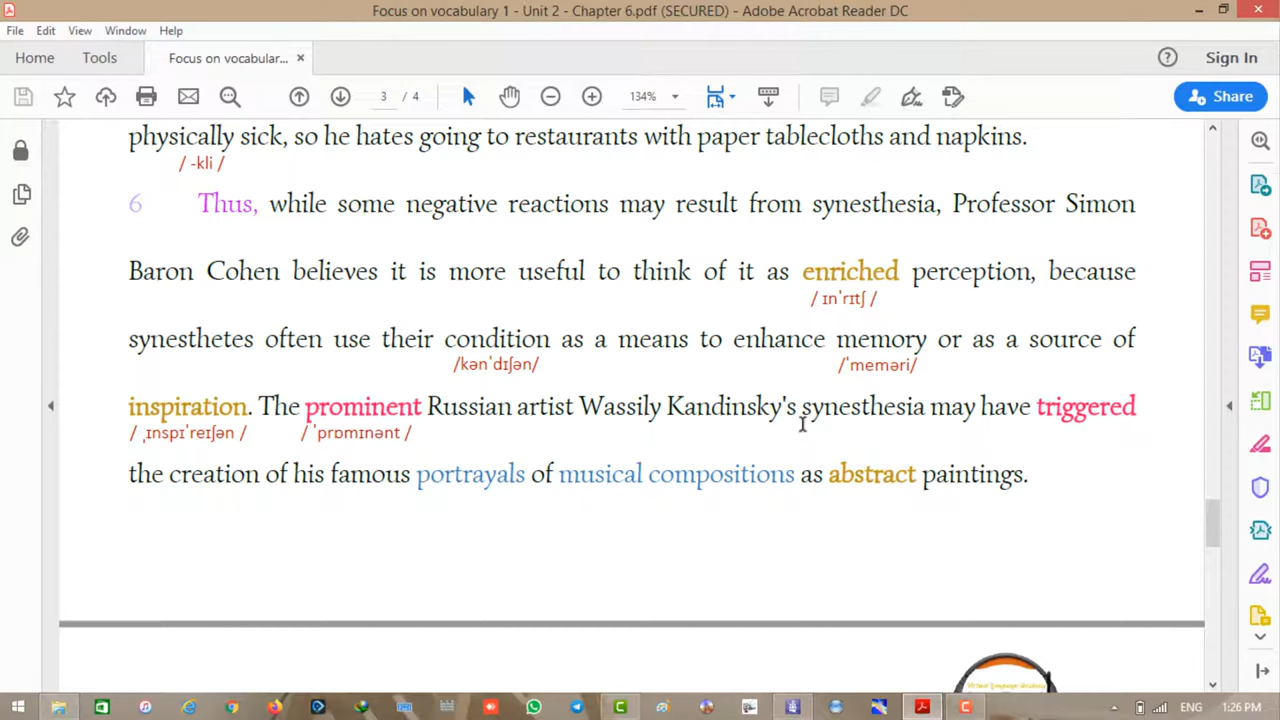 Focus on vocabulary 1 - Unit 2 - Chapter 6.pdf (SECURED) - Adobe Acrobat Reader DC
File Edit View Window Help
Home Tools Focus on vocabular... × Sign In
3 / 4 134% Share
physically sick, so he hates going to restaurants with paper tablecloths and napkins.
/ -kli /
6 Thus, while some negative reactions may result from synesthesia, Professor Simon
Baron Cohen believes it is more useful to think of it as enriched perception, because
/ ɪnˈrɪtʃ /
synesthetes often use their condition as a means to enhance memory or as a source of
/kənˈdɪʃən/ /ˈmeməri/
inspiration. The prominent Russian artist Wassily Kandinsky's synesthesia may have triggered
/ ˌɪnspɪˈreɪʃən / / ˈprɒmɪnənt /
the creation of his famous portrayals of musical compositions as abstract paintings.
ENG 1:26 PM